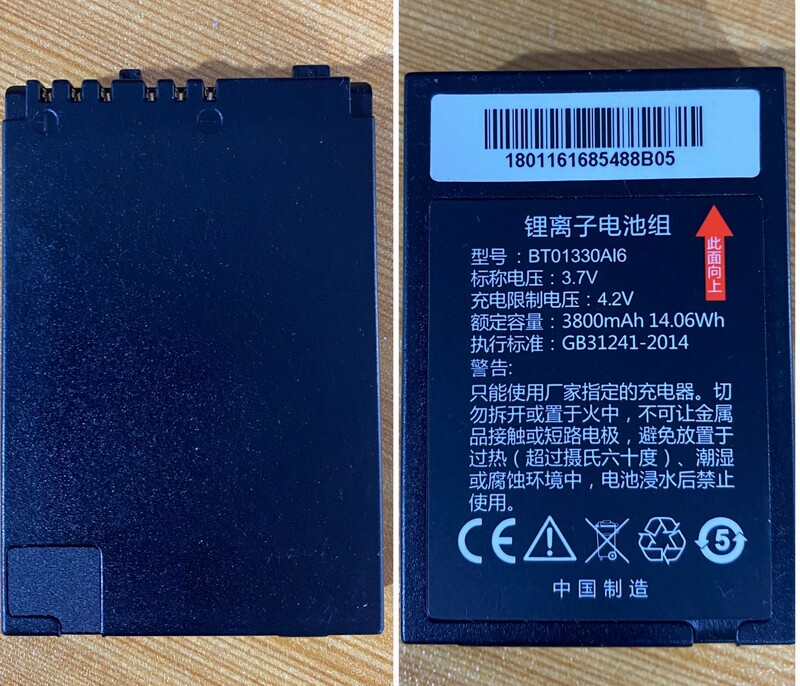 1801161685488B05
锂离子电池组
型号：BT01330AI6
标称电压：3.7V
充电限制电压：4.2V
额定容量：3800mAh 14.06Wh
执行标准：GB31241-2014
警告:
只能使用厂家指定的充电器。切
勿拆开或置于火中，不可让金属
品接触或短路电极，避免放置于
过热（超过摄氏六十度）、潮湿
或腐蚀环境中，电池浸水后禁止
使用。
此面向上
CE
5
中国制造